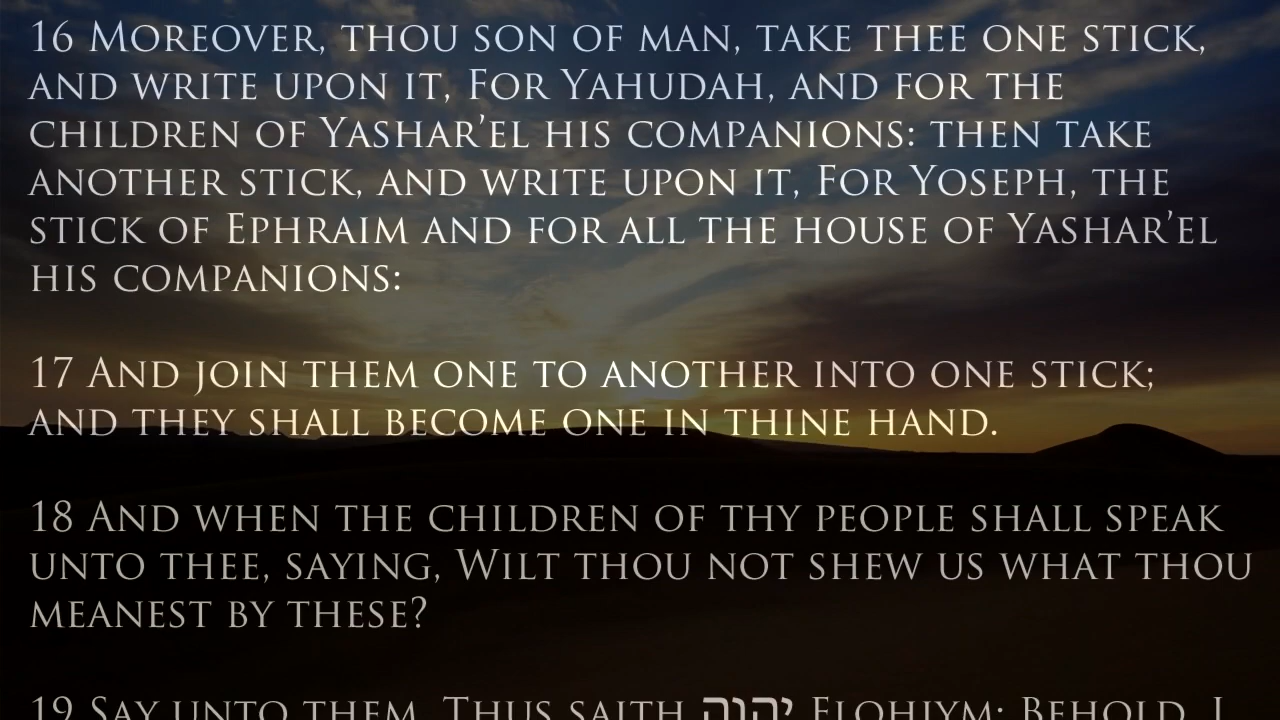 16 Moreover, thou son of man, take thee one stick,
and write upon it, For Yahudah, and for the
children of Yashar’el his companions: then take
another stick, and write upon it, For Yoseph, the
stick of Ephraim and for all the house of Yashar’el
his companions:
17 And join them one to another into one stick;
and they shall become one in thine hand.
18 And when the children of thy people shall speak
unto thee, saying, Wilt thou not shew us what thou
meanest by these?
19 Say unto them, Thus saith יהוה Elohiym; Behold, I